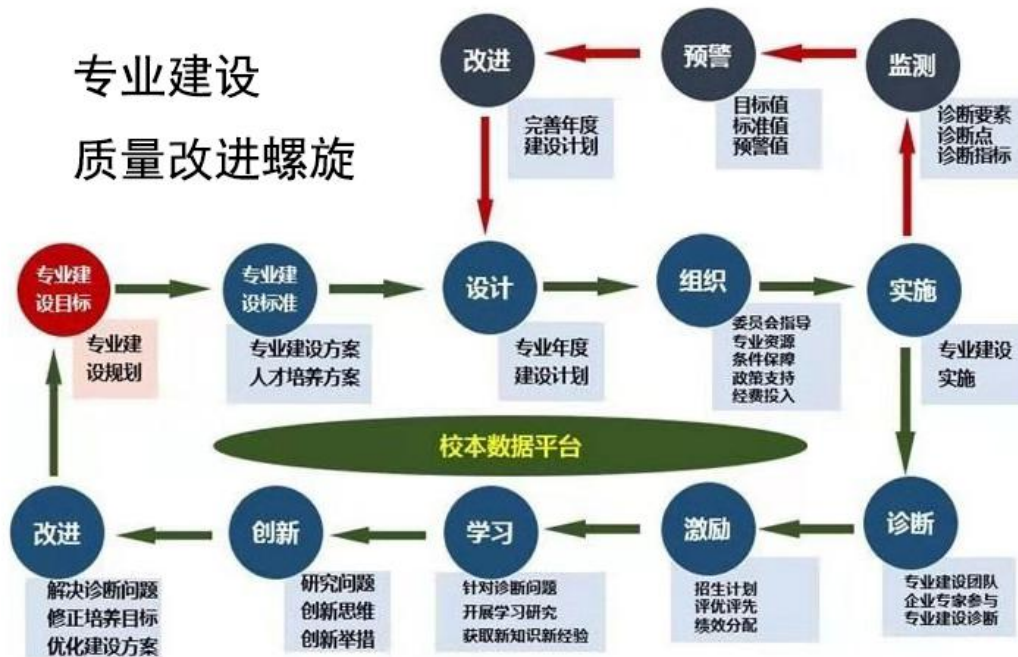 专业建设
质量改进螺旋
改进
完善年度
建设计划
预警
目标值
标准值
预警值
监测
诊断要素
诊断点
诊断指标
专业建
设目标
专业建
设规划
专业建
设标准
专业建设方案
人才培养方案
设计
专业年度
建设计划
组织
委员会指导
专业资源
条件保障
政策支持
经费投入
实施
专业建设
实施
校本数据平台
改进
解决诊断问题
修正培养目标
优化建设方案
创新
研究问题
创新思维
创新举措
学习
针对诊断问题
开展学习研究
获取新知识新经验
激励
招生计划
评优评先
绩效分配
诊断
专业建设团队
企业专家参与
专业建设诊断